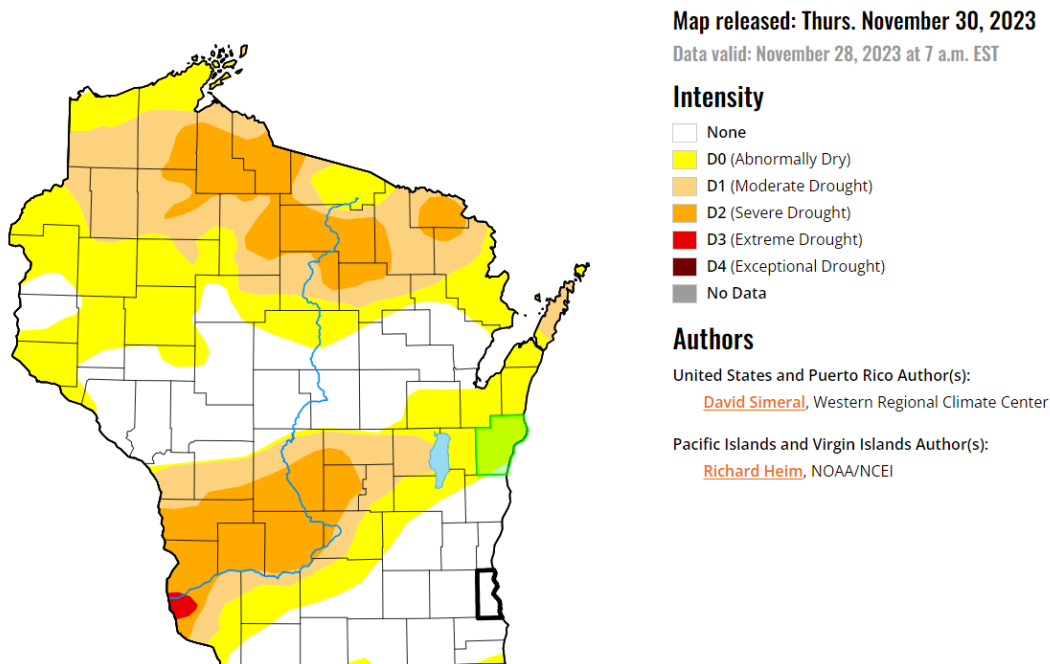 Map released: Thurs. November 30, 2023
Data valid: November 28, 2023 at 7 a.m. EST
Intensity
None
D0 (Abnormally Dry)
D1 (Moderate Drought)
D2 (Severe Drought)
D3 (Extreme Drought)
D4 (Exceptional Drought)
No Data
Authors
United States and Puerto Rico Author(s):
David Simeral, Western Regional Climate Center
Pacific Islands and Virgin Islands Author(s):
Richard Heim, NOAA/NCEI